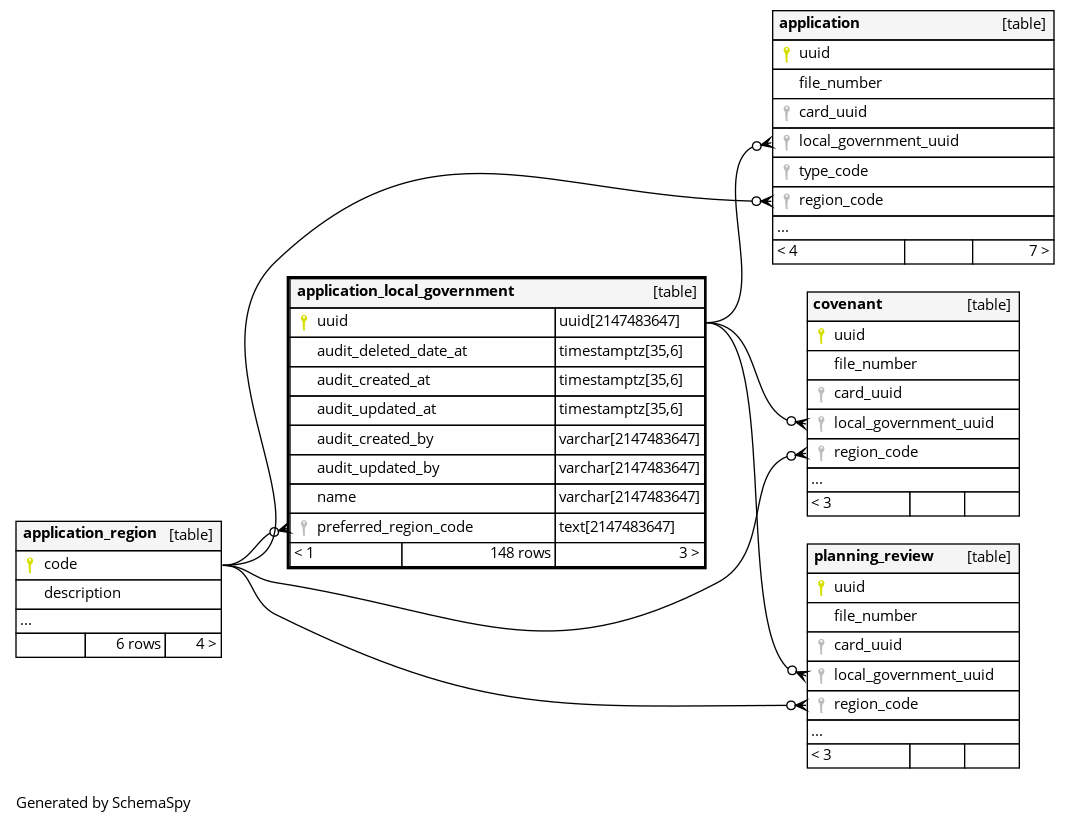 application [table]
uuid
file_number
card_uuid
local_government_uuid
type_code
region_code
...
< 4 7 >
application_local_government [table]
uuid uuid[2147483647]
audit_deleted_date_at timestamptz[35,6]
audit_created_at timestamptz[35,6]
audit_updated_at timestamptz[35,6]
audit_created_by varchar[2147483647]
audit_updated_by varchar[2147483647]
name varchar[2147483647]
preferred_region_code text[2147483647]
< 1 148 rows 3 >
covenant [table]
uuid
file_number
card_uuid
local_government_uuid
region_code
...
< 3
application_region [table]
code
description
...
6 rows 4 >
planning_review [table]
uuid
file_number
card_uuid
local_government_uuid
region_code
...
< 3
Generated by SchemaSpy